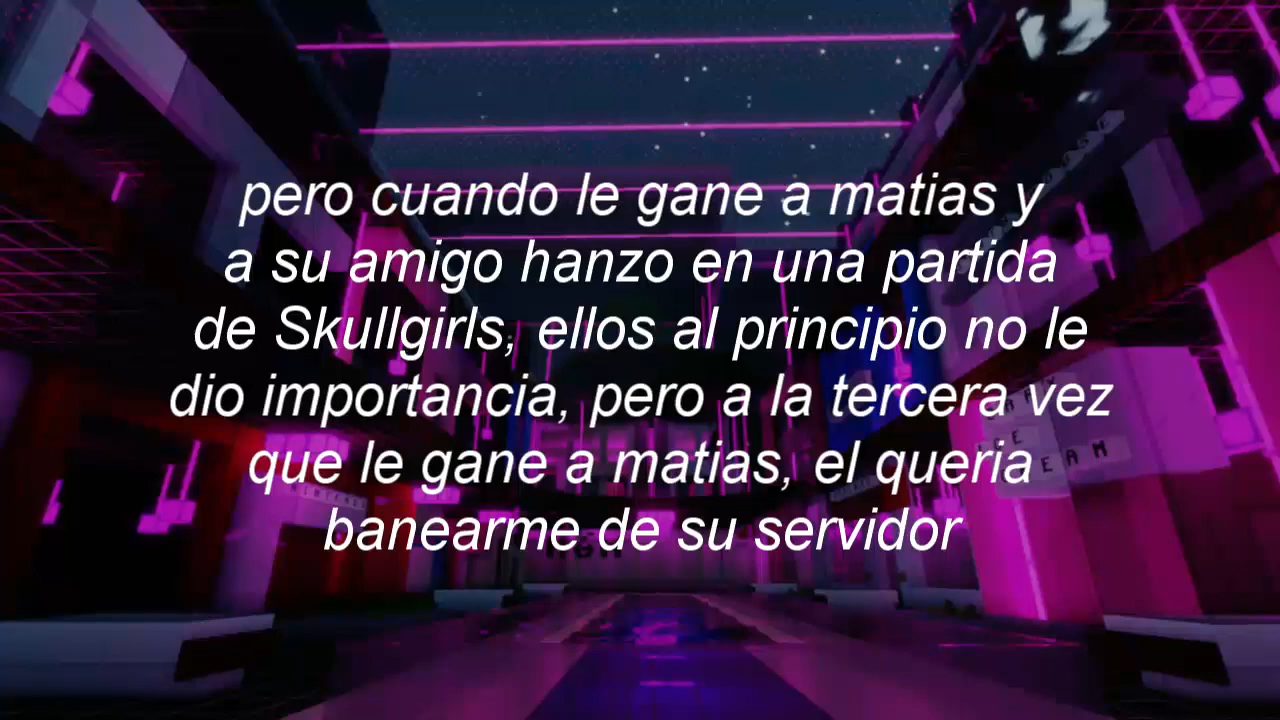 pero cuando le gane a matias y
a su amigo hanzo en una partida
de Skullgirls, ellos al principio no le
dio importancia, pero a la tercera vez
que le gane a matias, el queria
banearme de su servidor